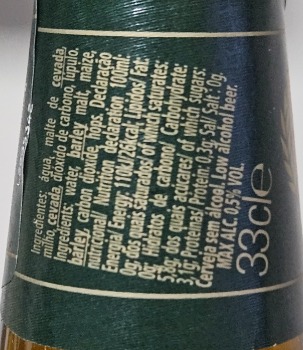 Ingredientes: água, malte de cevada,
milho, cevada, dióxido de carbono, lúpulo.
Ingredients: water, barley malt, maize,
barley, carbon dioxide, hops. Declaração
nutricional/ Nutrition declaration 100ml:
Energia/ Energy: 110kJ/26kcal; Lípidos/ Fat:
0g; dos quais saturados/ of which saturates:
0g; Hidratos de carbono/ Carbohydrate:
5,8g; dos quais açúcares/ of which sugars:
3,1g; Proteínas/ Protein: 0,3g; Sal/ Salt: 0g.
Cerveja sem álcool. Low alcohol beer.
MAX ALC 0,5% VOL.
33cle